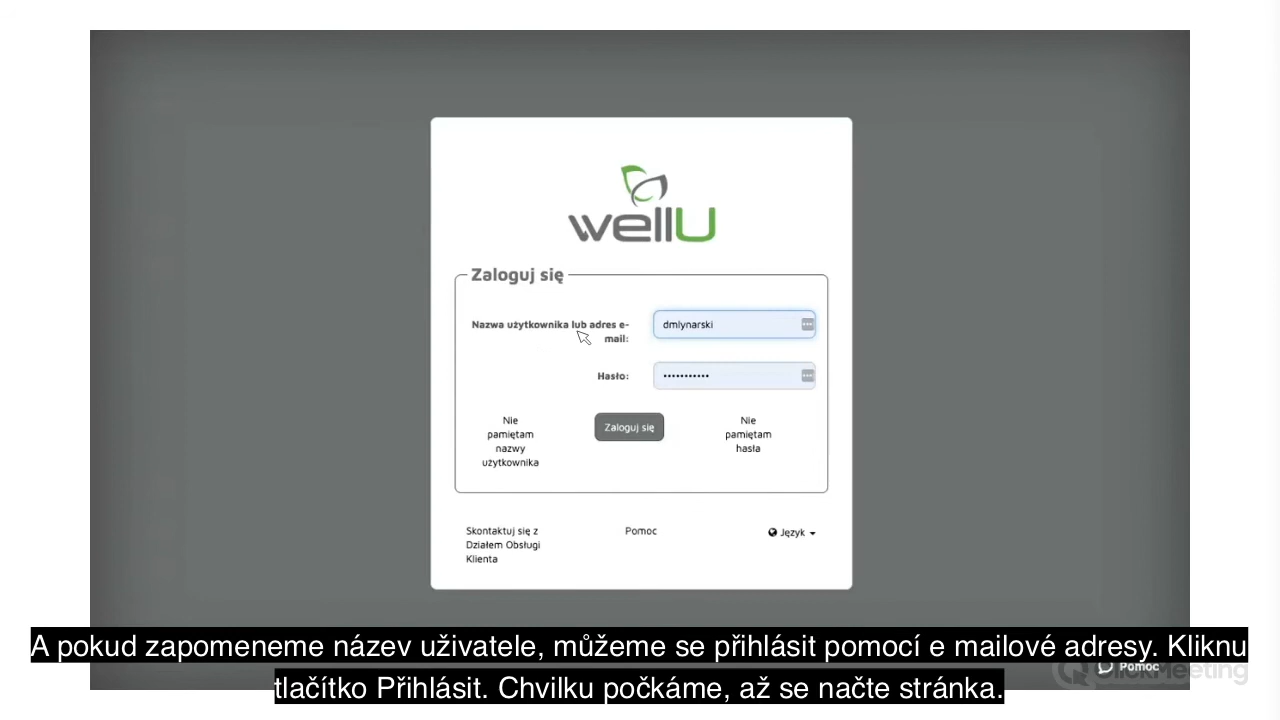 wellU
Zaloguj się
Nazwa użytkownika lub adres e-
mail:
dmlynarski
Hasło:
•••••••••••
Nie
pamiętam
nazwy
użytkownika
Zaloguj się
Nie
pamiętam
hasła
Skontaktuj się z
Działem Obsługi
Klienta
Pomoc
Język
Pomoc
ClickMeeting
A pokud zapomeneme název uživatele, můžeme se přihlásit pomocí e mailové adresy. Kliknu
tlačítko Přihlásit. Chvilku počkáme, až se načte stránka.